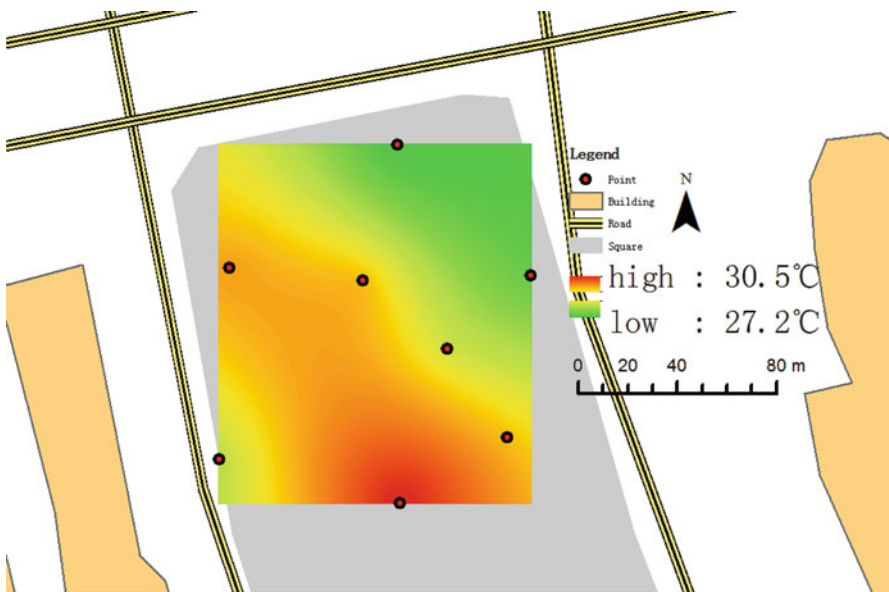 Legend
Point
N
Building
Road
Square
high : 30.5℃
low : 27.2℃
0 20 40 80 m